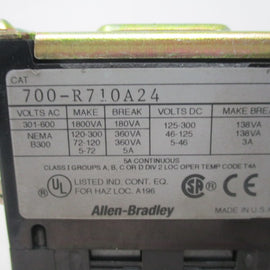 CAT
700-R710A24
VOLTS AC MAKE BREAK VOLTS DC MAKE BRE
301-600 1800VA 180VA 125-300 138VA
NEMA 120-300 360VA 46-125 138VA
B300 72-120 360VA 5-46 3A
5-72 5A
5A CONTINUOUS
CLASS I GROUPS A, B, C OR D DIV 2 LOC OPER TEMP CODE T4A
UL LISTED IND. CONT. EQ. FOR HAZ. LOC. A196 SA
Allen-Bradley MADE IN U.S.